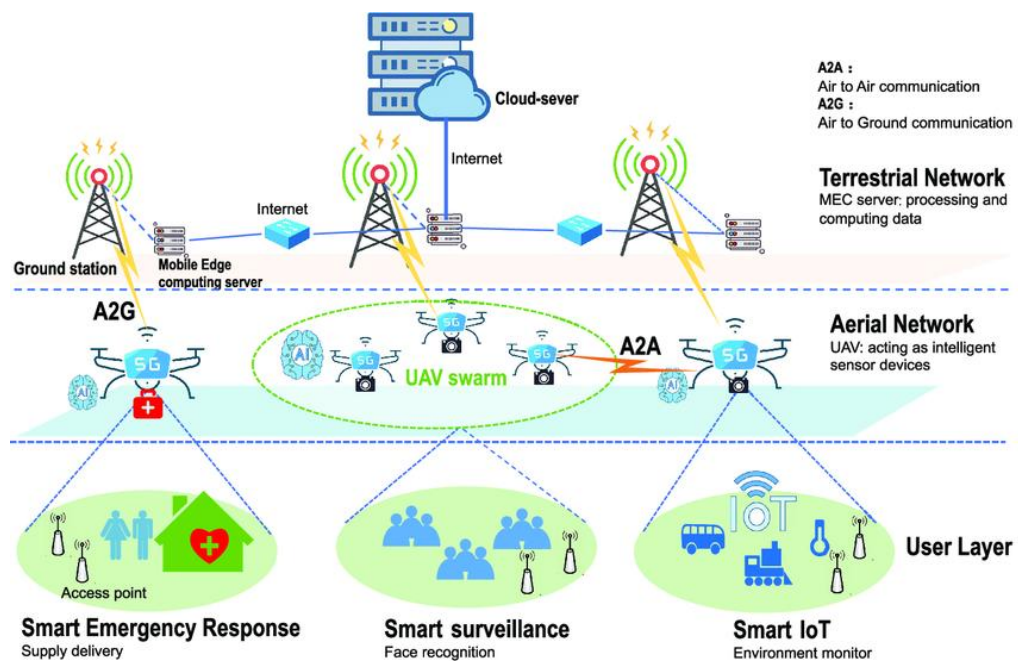 A2A :
Air to Air communication
A2G :
Air to Ground communication
Cloud-sever
Internet
Terrestrial Network
MEC server: processing and
computing data
Internet
Ground station
Mobile Edge
computing server
A2G
5G
AI
AI
5G
5G
5G
UAV swarm
A2A
5G
AI
Aerial Network
UAV: acting as intelligent
sensor devices
IoT
User Layer
Access point
Smart Emergency Response
Supply delivery
Smart surveillance
Face recognition
Smart IoT
Environment monitor